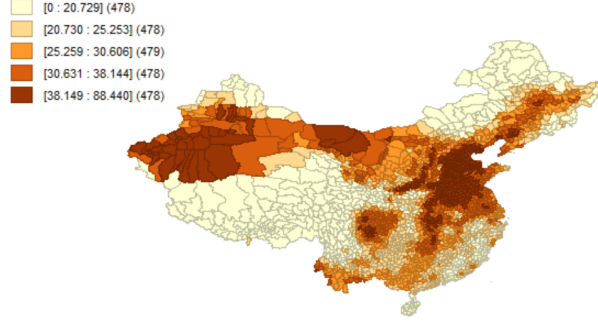 [0 : 20.729] (478)
[20.730 : 25.253] (478)
[25.259 : 30.606] (479)
[30.631 : 38.144] (478)
[38.149 : 88.440] (478)